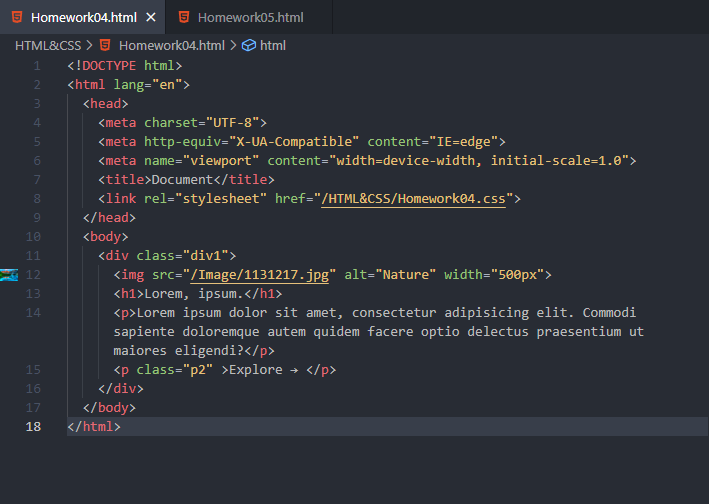 Homework04.html
Homework05.html
HTML&CSS > Homework04.html > html
1 <!DOCTYPE html>
2 <html lang="en">
3 <head>
4 <meta charset="UTF-8">
5 <meta http-equiv="X-UA-Compatible" content="IE=edge">
6 <meta name="viewport" content="width=device-width, initial-scale=1.0">
7 <title>Document</title>
8 <link rel="stylesheet" href="/HTML&CSS/Homework04.css">
9 </head>
10 <body>
11 <div class="div1">
12 <img src="/Image/1131217.jpg" alt="Nature" width="500px">
13 <h1>Lorem, ipsum.</h1>
14 <p>Lorem ipsum dolor sit amet, consectetur adipisicing elit. Commodi
sapiente doloremque autem quidem facere optio delectus praesentium ut
maiores eligendi?</p>
15 <p class="p2" >Explore → </p>
16 </div>
17 </body>
18 </html>